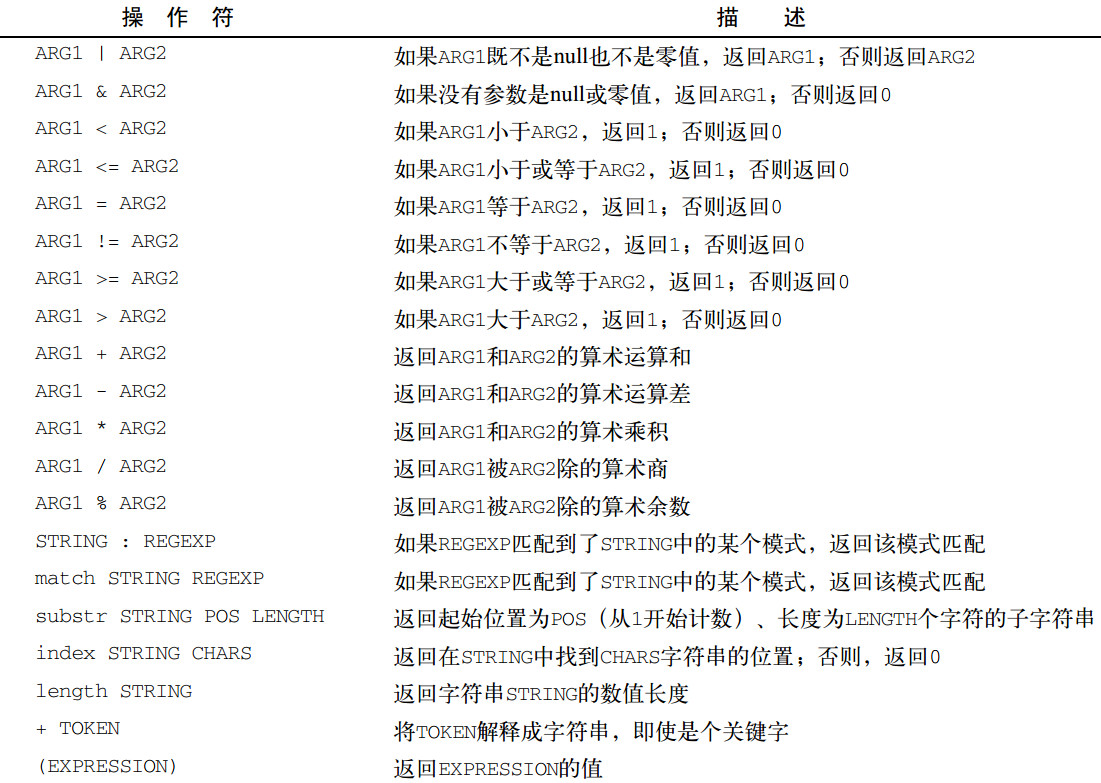 操 作 符 描 述
ARG1 | ARG2 如果ARG1既不是null也不是零值，返回ARG1；否则返回ARG2
ARG1 & ARG2 如果没有参数是null或零值，返回ARG1；否则返回0
ARG1 < ARG2 如果ARG1小于ARG2，返回1；否则返回0
ARG1 <= ARG2 如果ARG1小于或等于ARG2，返回1；否则返回0
ARG1 = ARG2 如果ARG1等于ARG2，返回1；否则返回0
ARG1 != ARG2 如果ARG1不等于ARG2，返回1；否则返回0
ARG1 >= ARG2 如果ARG1大于或等于ARG2，返回1；否则返回0
ARG1 > ARG2 如果ARG1大于ARG2，返回1；否则返回0
ARG1 + ARG2 返回ARG1和ARG2的算术运算和
ARG1 - ARG2 返回ARG1和ARG2的算术运算差
ARG1 * ARG2 返回ARG1和ARG2的算术乘积
ARG1 / ARG2 返回ARG1被ARG2除的算术商
ARG1 % ARG2 返回ARG1被ARG2除的算术余数
STRING : REGEXP 如果REGEXP匹配到了STRING中的某个模式，返回该模式匹配
match STRING REGEXP 如果REGEXP匹配到了STRING中的某个模式，返回该模式匹配
substr STRING POS LENGTH 返回起始位置为POS（从1开始计数）、长度为LENGTH个字符的子字符串
index STRING CHARS 返回在STRING中找到CHARS字符串的位置；否则，返回0
length STRING 返回字符串STRING的数值长度
+ TOKEN 将TOKEN解释成字符串，即使是个关键字
(EXPRESSION) 返回EXPRESSION的值